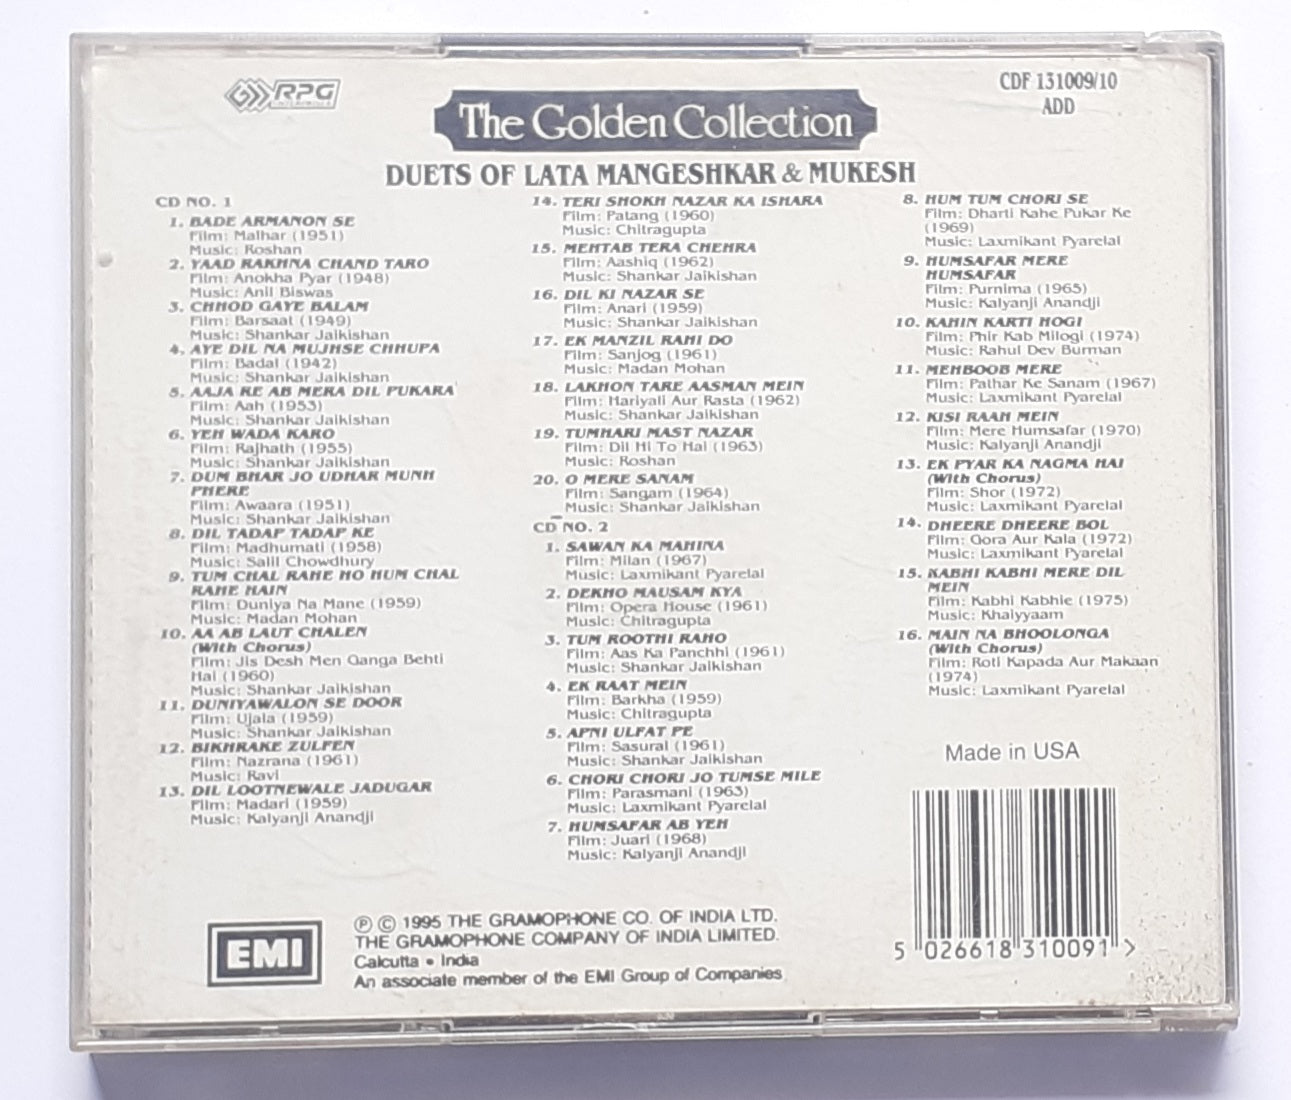 RPG
ENTERPRISES
CDF 131009/10
ADD
The Golden Collection
DUETS OF LATA MANGESHKAR & MUKESH
CD NO. 1
1. BADE ARMANON SE
Film: Malhar (1951)
Music: Roshan
2. YAAD RAKHNA CHAND TARO
Film: Anokha Pyar (1948)
Music: Anil Biswas
3. CHHOD GAYE BALAM
Film: Barsaat (1949)
Music: Shankar Jaikishan
4. AYE DIL NA MUJHSE CHHUPA
Film: Badal (1942)
Music: Shankar Jaikishan
5. AAJA RE AB MERA DIL PUKARA
Film: Aah (1953)
Music: Shankar Jaikishan
6. YEH WADA KARO
Film: Rajhath (1955)
Music: Shankar Jaikishan
7. DUM BHAR JO UDHAR MUNH
PHERE
Film: Awaara (1951)
Music: Shankar Jaikishan
8. DIL TADAP TADAP KE
Film: Madhumati (1958)
Music: Salil Chowdhury
9. TUM CHAL RAHE HO HUM CHAL
RAHE HAIN
Film: Duniya Na Mane (1959)
Music: Madan Mohan
10. AA AB LAUT CHALEN
(With Chorus)
Film: Jis Desh Men Ganga Behti
Hai (1960)
Music: Shankar Jaikishan
11. DUNIYAWALON SE DOOR
Film: Ujala (1959)
Music: Shankar Jaikishan
12. BIKHRAKE ZULFEN
Film: Nazrana (1961)
Music: Ravi
13. DIL LOOTNEWALE JADUGAR
Film: Madari (1959)
Music: Kalyanji Anandji
14. TERI SHOKH NAZAR KA ISHARA
Film: Patang (1960)
Music: Chitragupta
15. MEHTAB TERA CHEHRA
Film: Aashiq (1962)
Music: Shankar Jaikishan
16. DIL KI NAZAR SE
Film: Anari (1959)
Music: Shankar Jaikishan
17. EK MANZIL RAHI DO
Film: Sanjog (1961)
Music: Madan Mohan
18. LAKHON TARE AASMAN MEIN
Film: Hariyali Aur Rasta (1962)
Music: Shankar Jaikishan
19. TUMHARI MAST NAZAR
Film: Dil Hi To Hai (1963)
Music: Roshan
20. O MERE SANAM
Film: Sangam (1964)
Music: Shankar Jaikishan
CD NO. 2
1. SAWAN KA MAHINA
Film: Milan (1967)
Music: Laxmikant Pyarelal
2. DEKHO MAUSAM KYA
Film: Opera House (1961)
Music: Chitragupta
3. TUM ROOTHI RAHO
Film: Aas Ka Panchhi (1961)
Music: Shankar Jaikishan
4. EK RAAT MEIN
Film: Barkha (1959)
Music: Chitragupta
5. APNI ULFAT PE
Film: Sasural (1961)
Music: Shankar Jaikishan
6. CHORI CHORI JO TUMSE MILE
Film: Parasmani (1963)
Music: Laxmikant Pyarelal
7. HUMSAFAR AB YEH
Film: Juari (1968)
Music: Kalyanji Anandji
8. HUM TUM CHORI SE
Film: Dharti Kahe Pukar Ke
(1969)
Music: Laxmikant Pyarelal
9. HUMSAFAR MERE
HUMSAFAR
Film: Purnima (1965)
Music: Kalyanji Anandji
10. KAHIN KARTI HOGI
Film: Phir Kab Milogi (1974)
Music: Rahul Dev Burman
11. MEHBOOB MERE
Film: Pathar Ke Sanam (1967)
Music: Laxmikant Pyarelal
12. KISI RAAH MEIN
Film: Mere Humsafar (1970)
Music: Kalyanji Anandji
13. EK PYAR KA NAGMA HAI
(With Chorus)
Film: Shor (1972)
Music: Laxmikant Pyarelal
14. DHEERE DHEERE BOL
Film: Gora Aur Kala (1972)
Music: Laxmikant Pyarelal
15. KABHI KABHI MERE DIL
MEIN
Film: Kabhi Kabhie (1975)
Music: Khaiyyaam
16. MAIN NA BHOOLONGA
(With Chorus)
Film: Roti Kapada Aur Makaan
(1974)
Music: Laxmikant Pyarelal
Made in USA
5 026618 310091 >
EMI
Ⓟ © 1995 THE GRAMOPHONE CO. OF INDIA LTD.
THE GRAMOPHONE COMPANY OF INDIA LIMITED.
Calcutta • India
An associate member of the EMI Group of Companies